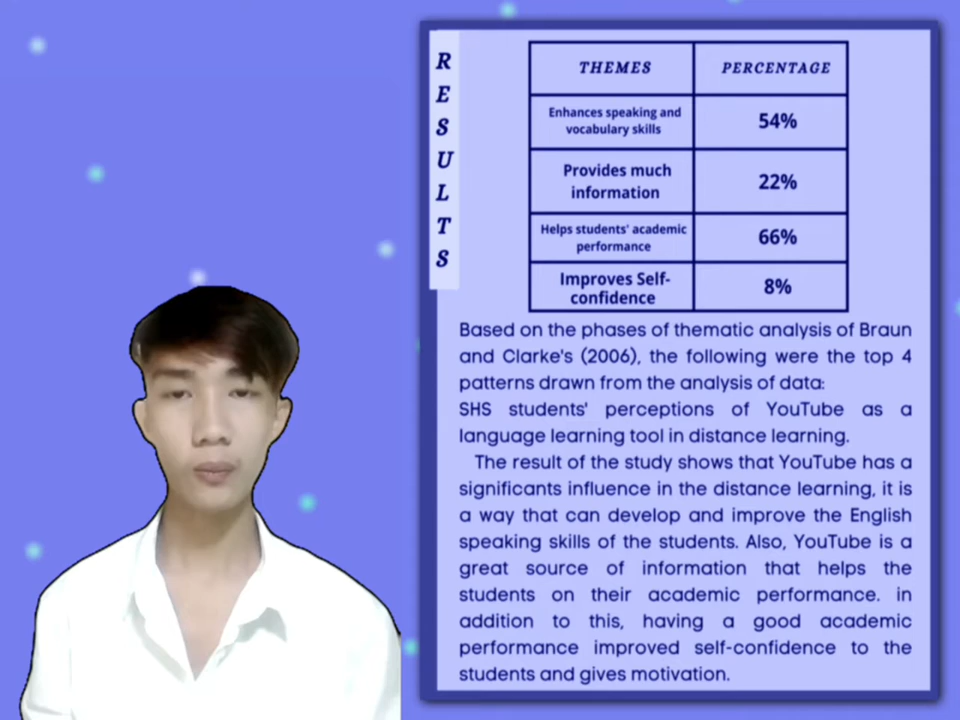 RESULTS
THEMES PERCENTAGE
Enhances speaking and
vocabulary skills
54%
Provides much
information
22%
Helps students' academic
performance
66%
Improves Self-
confidence
8%
Based on the phases of thematic analysis of Braun
and Clarke's (2006), the following were the top 4
patterns drawn from the analysis of data:
SHS students' perceptions of YouTube as a
language learning tool in distance learning.
The result of the study shows that YouTube has a
significants influence in the distance learning, it is
a way that can develop and improve the English
speaking skills of the students. Also, YouTube is a
great source of information that helps the
students on their academic performance. in
addition to this, having a good academic
performance improved self-confidence to the
students and gives motivation.